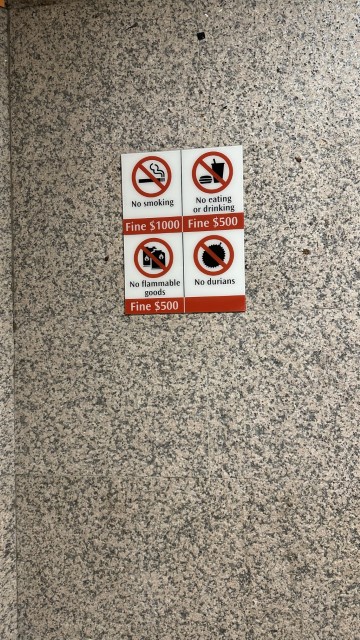 No smoking
Fine $1000
No eating
or drinking
Fine $500
No flammable
goods
Fine $500
No durians